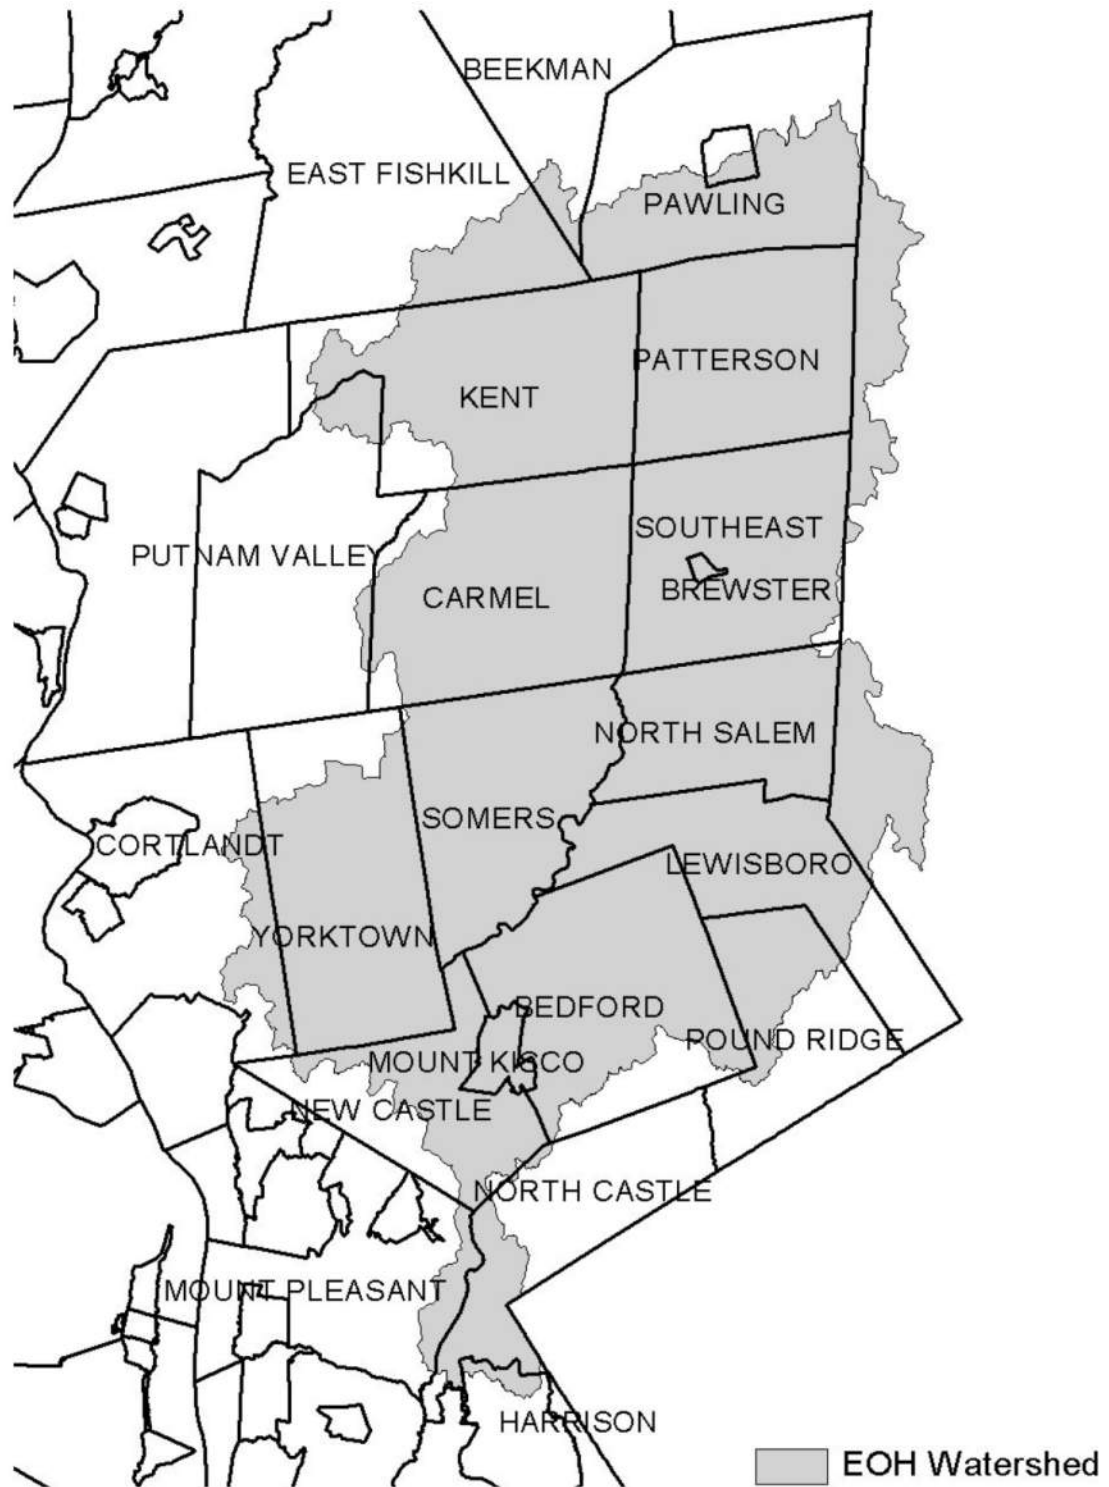 BEEKMAN
EAST FISHKILL
PAWLING
PATTERSON
KENT
SOUTHEAST
PUTNAM VALLEY
BREWSTER
CARMEL
NORTH SALEM
SOMERS
CORTLANDT
LEWISBORO
YORKTOWN
BEDFORD
POUND RIDGE
MOUNT KISCO
NEW CASTLE
NORTH CASTLE
MOUNT PLEASANT
HARRISON
EOH Watershed